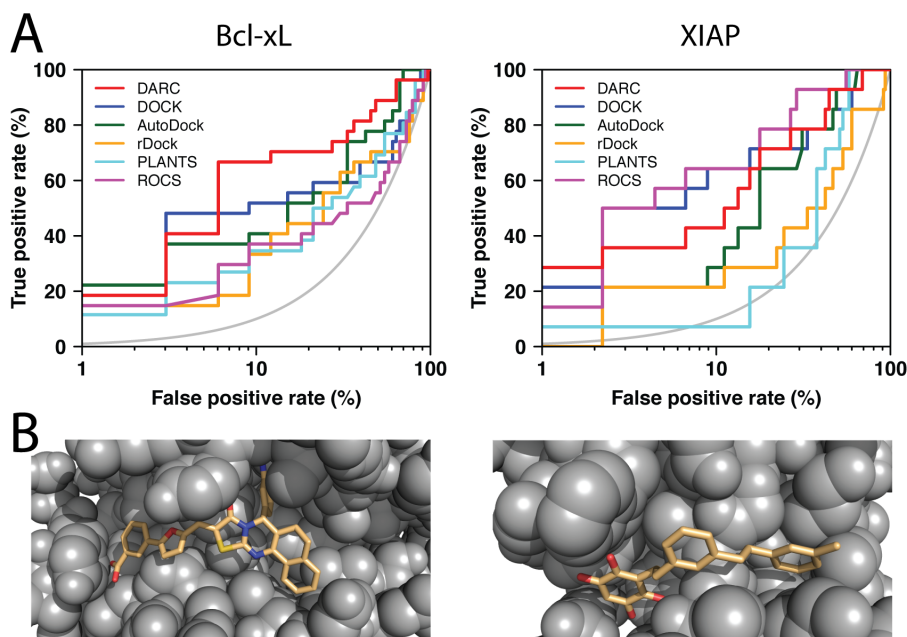 A
Bcl-xL
XIAP
True positive rate (%)
100
80
60
40
20
0
DARC
DOCK
AutoDock
rDock
PLANTS
ROCS
1
10
100
False positive rate (%)
True positive rate (%)
100
80
60
40
20
0
DARC
DOCK
AutoDock
rDock
PLANTS
ROCS
1
10
100
False positive rate (%)
B